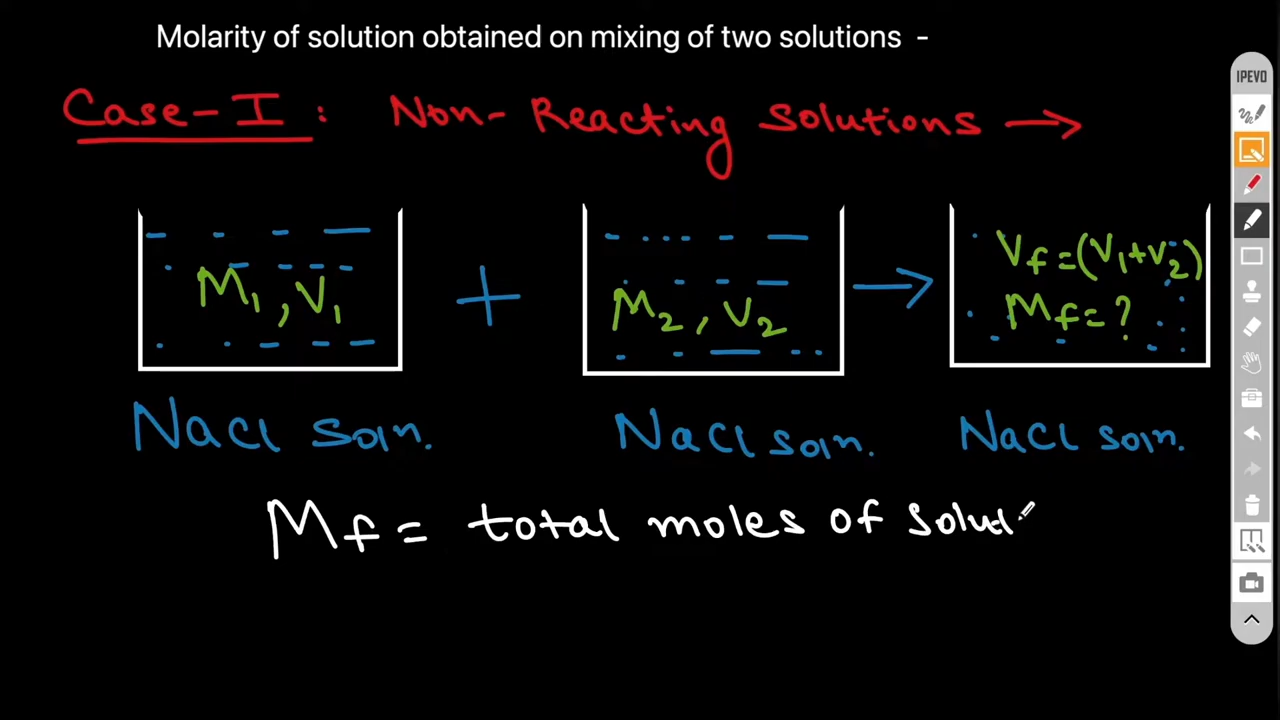 Molarity of solution obtained on mixing of two solutions -
Case-I : Non-Reacting Solutions →
M₁, V₁ + M₂, V₂ → Vf = (V₁+V₂)
Mf = ?
NaCl soln. NaCl soln. NaCl soln.
Mf = total moles of solut
IPEVO